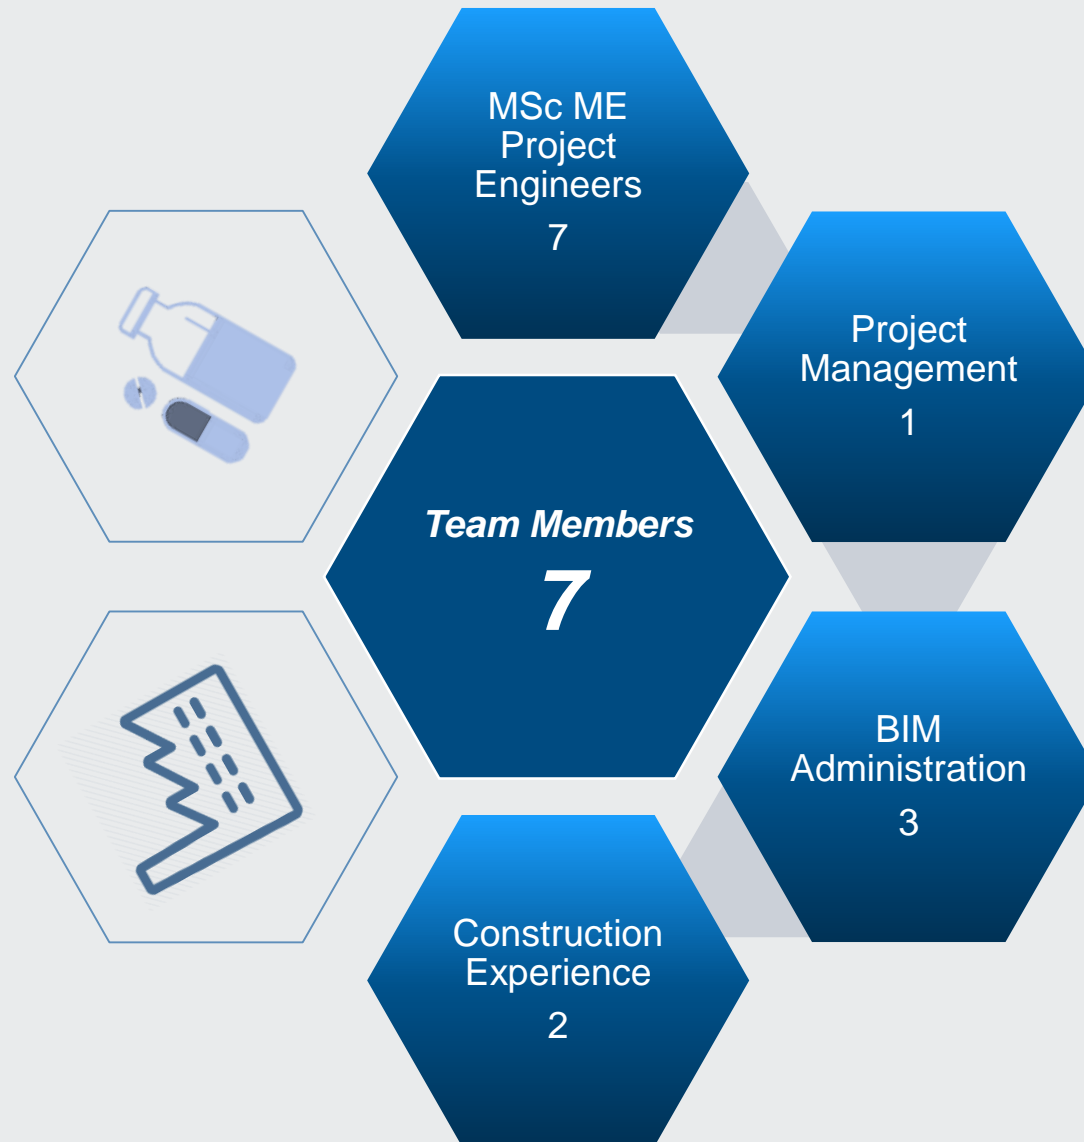 MSc ME
Project
Engineers
7
Project
Management
1
Team Members
7
BIM
Administration
3
Construction
Experience
2